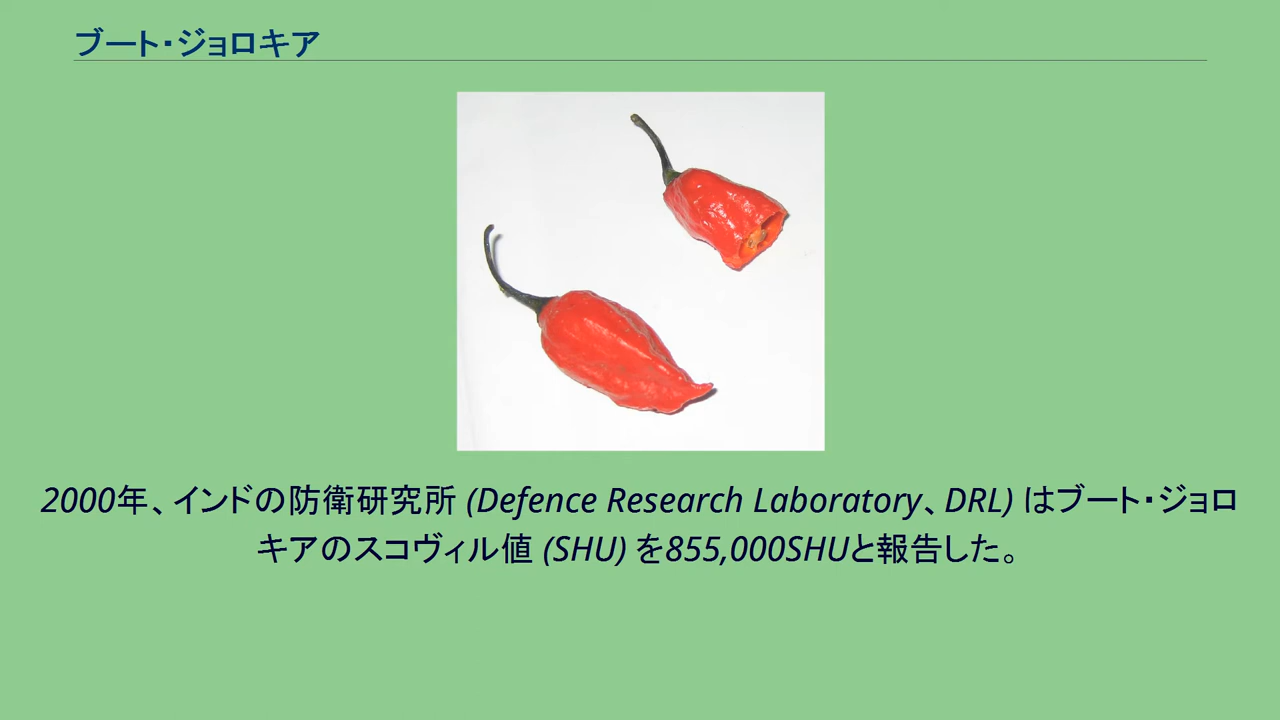 ブート・ジョロキア
2000年、インドの防衛研究所 (Defence Research Laboratory、DRL) はブート・ジョロ
キアのスコヴィル値 (SHU) を855,000SHUと報告した。